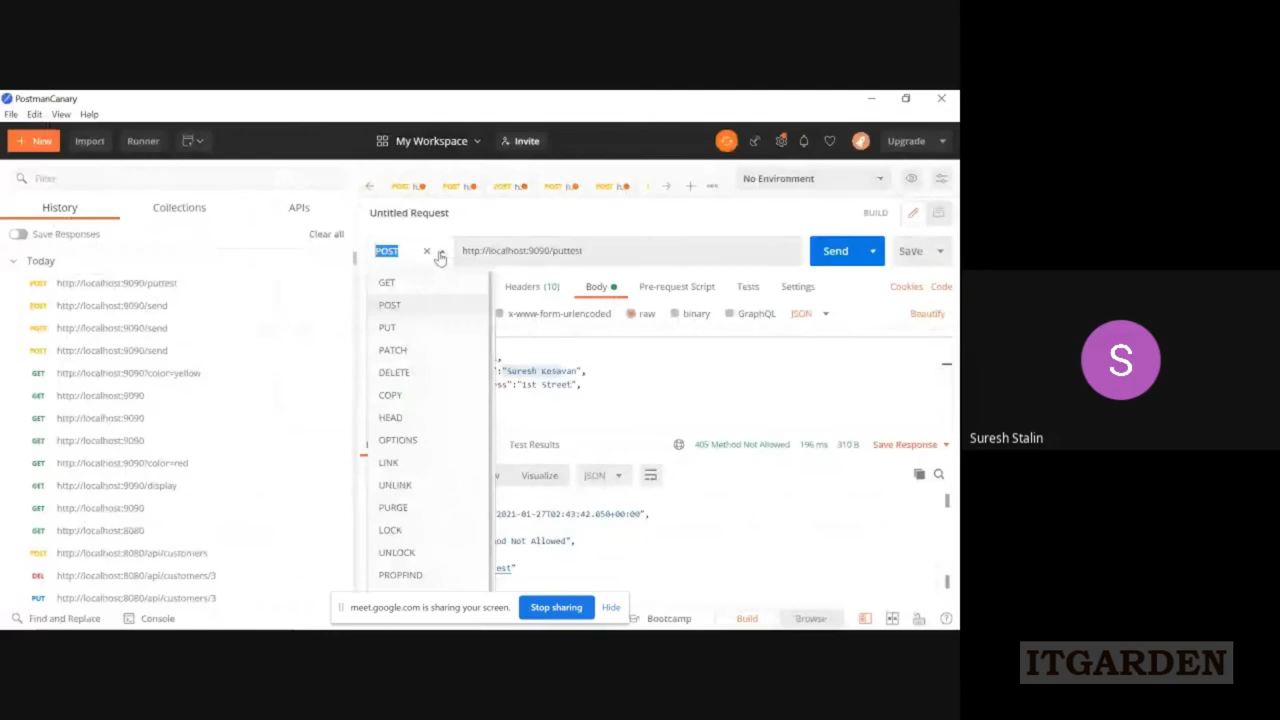 PostmanCanary
File Edit View Help
New Import Runner My Workspace Invite Upgrade
Filter
No Environment
History Collections APIs
Untitled Request BUILD
Save Responses Clear all
POST http://localhost:9090/puttest Send Save
Today
POST http://localhost:9090/puttest
POST http://localhost:9090/send
POST http://localhost:9090/send
POST http://localhost:9090/send
GET http://localhost:9090?color=yellow
GET http://localhost:9090
GET http://localhost:9090
GET http://localhost:9090
GET http://localhost:9090?color=red
GET http://localhost:9090/display
GET http://localhost:9090
GET http://localhost:8080
POST http://localhost:8080/api/customers
DEL http://localhost:8080/api/customers/3
PUT http://localhost:8080/api/customers/3
GET
POST
PUT
PATCH
DELETE
COPY
HEAD
OPTIONS
LINK
UNLINK
PURGE
LOCK
UNLOCK
PROPFIND
Headers (10) Body Pre-request Script Tests Settings Cookies Code
x-www-form-urlencoded raw binary GraphQL JSON Beautify
:"Suresh Kesavan",
ss":"1st Street",
Test Results 405 Method Not Allowed 196 ms 310 B Save Response
Visualize JSON
2021-01-27T02:43:42.050+00:00",
od Not Allowed",
est"
meet.google.com is sharing your screen. Stop sharing Hide
Find and Replace Console Bootcamp Build Browse
S
Suresh Stalin
ITGARDEN